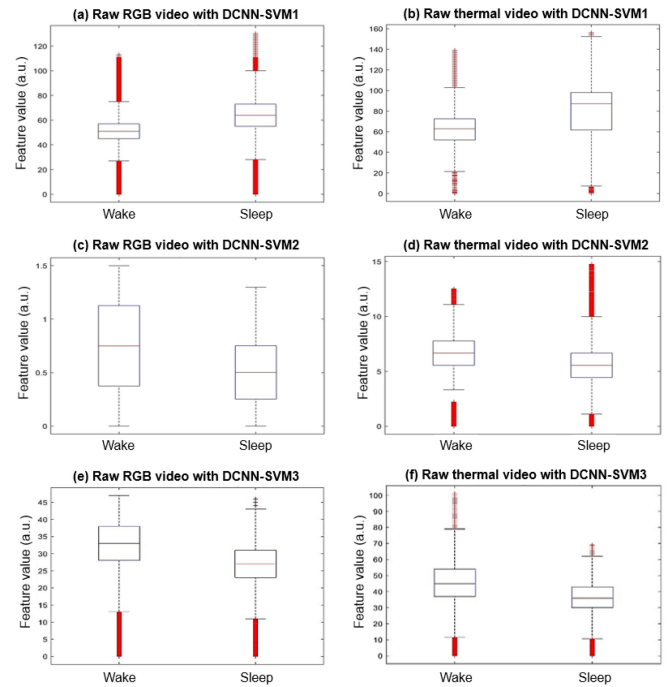 (a) Raw RGB video with DCNN-SVM1
Feature value (a.u.)
120
100
80
60
40
20
0
Wake Sleep
(b) Raw thermal video with DCNN-SVM1
Feature value (a.u.)
160
140
120
100
80
60
40
20
0
Wake Sleep
(c) Raw RGB video with DCNN-SVM2
Feature value (a.u.)
1.5
1
0.5
0
Wake Sleep
(d) Raw thermal video with DCNN-SVM2
Feature value (a.u.)
15
10
5
0
Wake Sleep
(e) Raw RGB video with DCNN-SVM3
Feature value (a.u.)
45
40
35
30
25
20
15
10
5
0
Wake Sleep
(f) Raw thermal video with DCNN-SVM3
Feature value (a.u.)
100
90
80
70
60
50
40
30
20
10
0
Wake Sleep